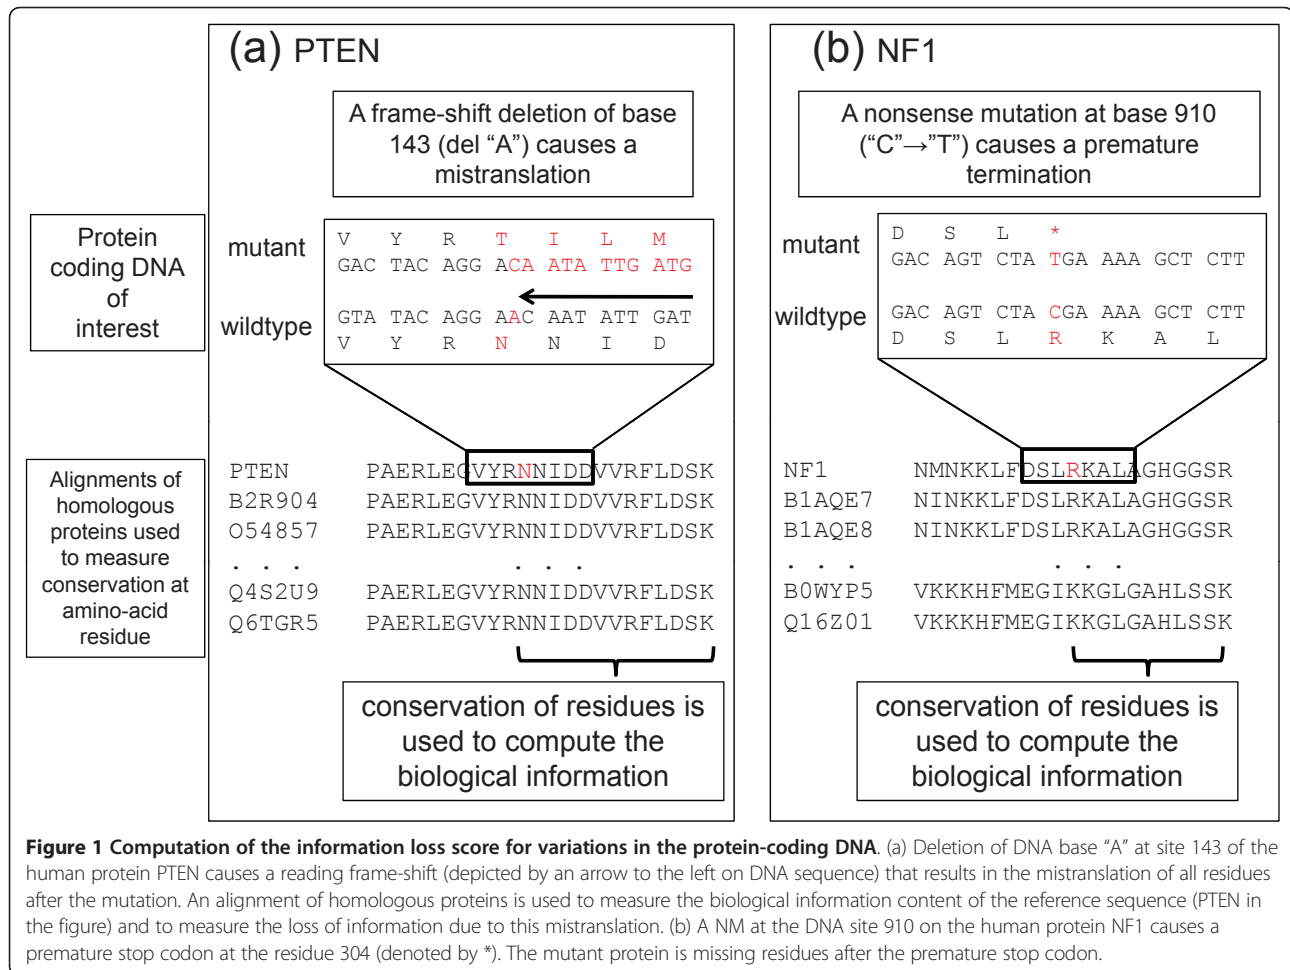 (a) PTEN
A frame-shift deletion of base
143 (del “A”) causes a
mistranslation
mutant
V Y R T I L M
GAC TAC AGG ACA ATA TTG ATG
wildtype
GTA TAC AGG AAC AAT ATT GAT
V Y R N N I D
(b) NF1
A nonsense mutation at base 910
(“C”→”T”) causes a premature
termination
mutant
D S L *
GAC AGT CTA TGA AAA GCT CTT
wildtype
GAC AGT CTA CGA AAA GCT CTT
D S L R K A L
Protein
coding DNA
of
interest
Alignments of
homologous
proteins used
to measure
conservation at
amino-acid
residue
PTEN PAERLEGVYRNNIDDVVRFLDSK
B2R904 PAERLEGVYRNNIDDVVRFLDSK
O54857 PAERLEGVYRNNIDDVVRFLDSK
. . . . . .
Q4S2U9 PAERLEGVYRNNIDDVVRFLDSK
Q6TGR5 PAERLEGVYRNNIDDVVRFLDSK
conservation of residues is
used to compute the
biological information
NF1 NMNKKLFDSLRKALAGHGGSR
B1AQE7 NINKKLFDSLRKALAGHGGSR
B1AQE8 NINKKLFDSLRKALAGHGGSR
. . . . . .
B0WYP5 VKKKHFMEGIKKGLGAHLSSK
Q16Z01 VKKKHFMEGIKKGLGAHLSSK
conservation of residues is
used to compute the
biological information
Figure 1 Computation of the information loss score for variations in the protein-coding DNA. (a) Deletion of DNA base “A” at site 143 of the
human protein PTEN causes a reading frame-shift (depicted by an arrow to the left on DNA sequence) that results in the mistranslation of all residues
after the mutation. An alignment of homologous proteins is used to measure the biological information content of the reference sequence (PTEN in
the figure) and to measure the loss of information due to this mistranslation. (b) A NM at the DNA site 910 on the human protein NF1 causes a
premature stop codon at the residue 304 (denoted by *). The mutant protein is missing residues after the premature stop codon.